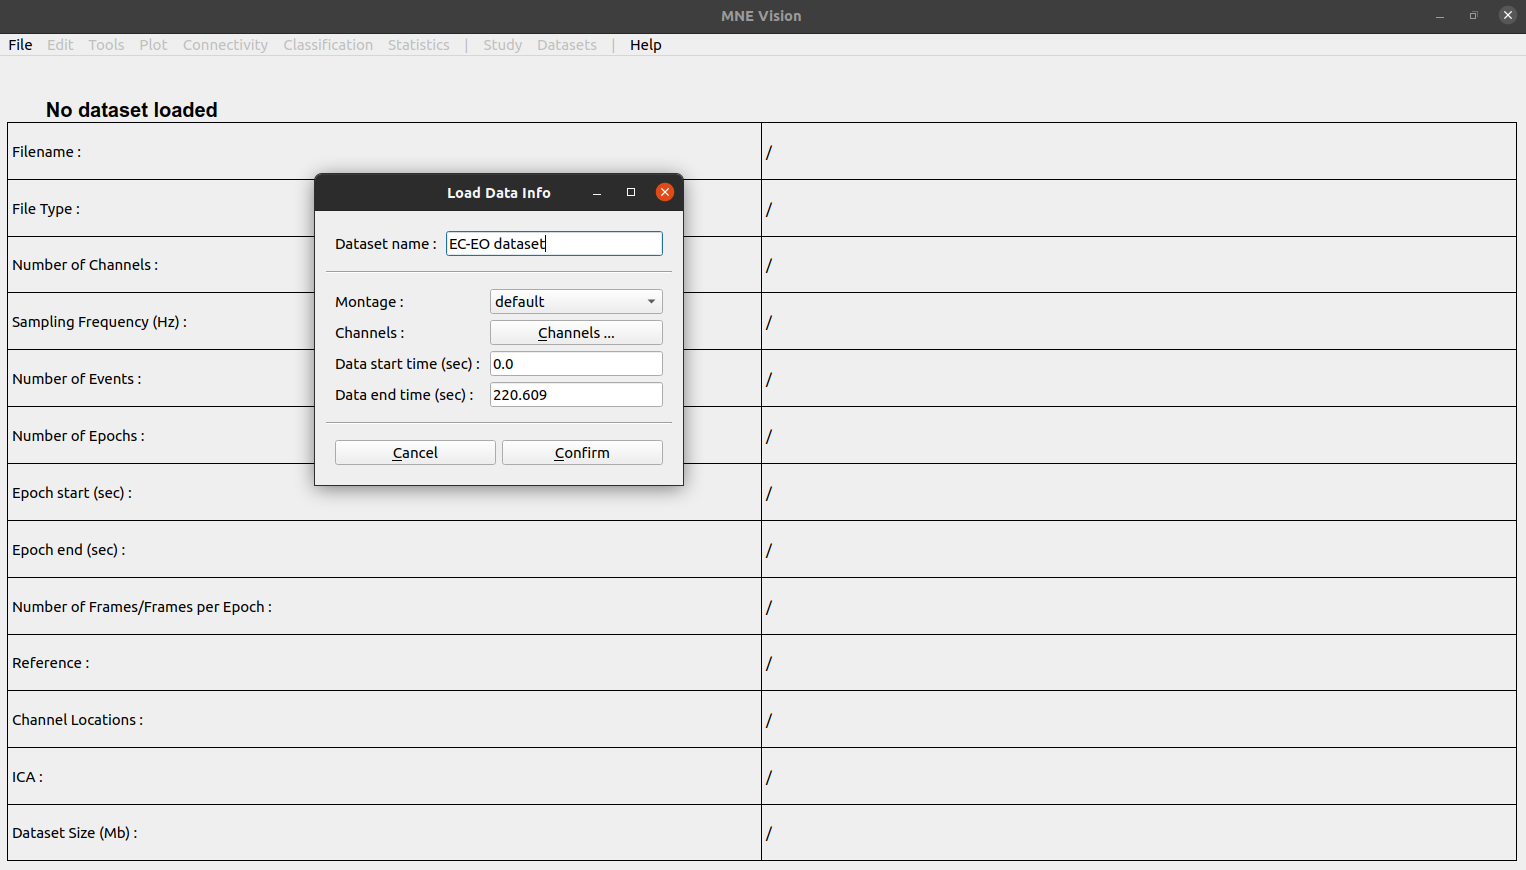 MNE Vision
File Edit Tools Plot Connectivity Classification Statistics | Study Datasets | Help
No dataset loaded
Filename : /
File Type : /
Number of Channels : /
Sampling Frequency (Hz) : /
Number of Events : /
Number of Epochs : /
Epoch start (sec) : /
Epoch end (sec) : /
Number of Frames/Frames per Epoch : /
Reference : /
Channel Locations : /
ICA : /
Dataset Size (Mb) : /
Load Data Info
Dataset name : EC-EO dataset
Montage : default
Channels : Channels ...
Data start time (sec) : 0.0
Data end time (sec) : 220.609
Cancel Confirm